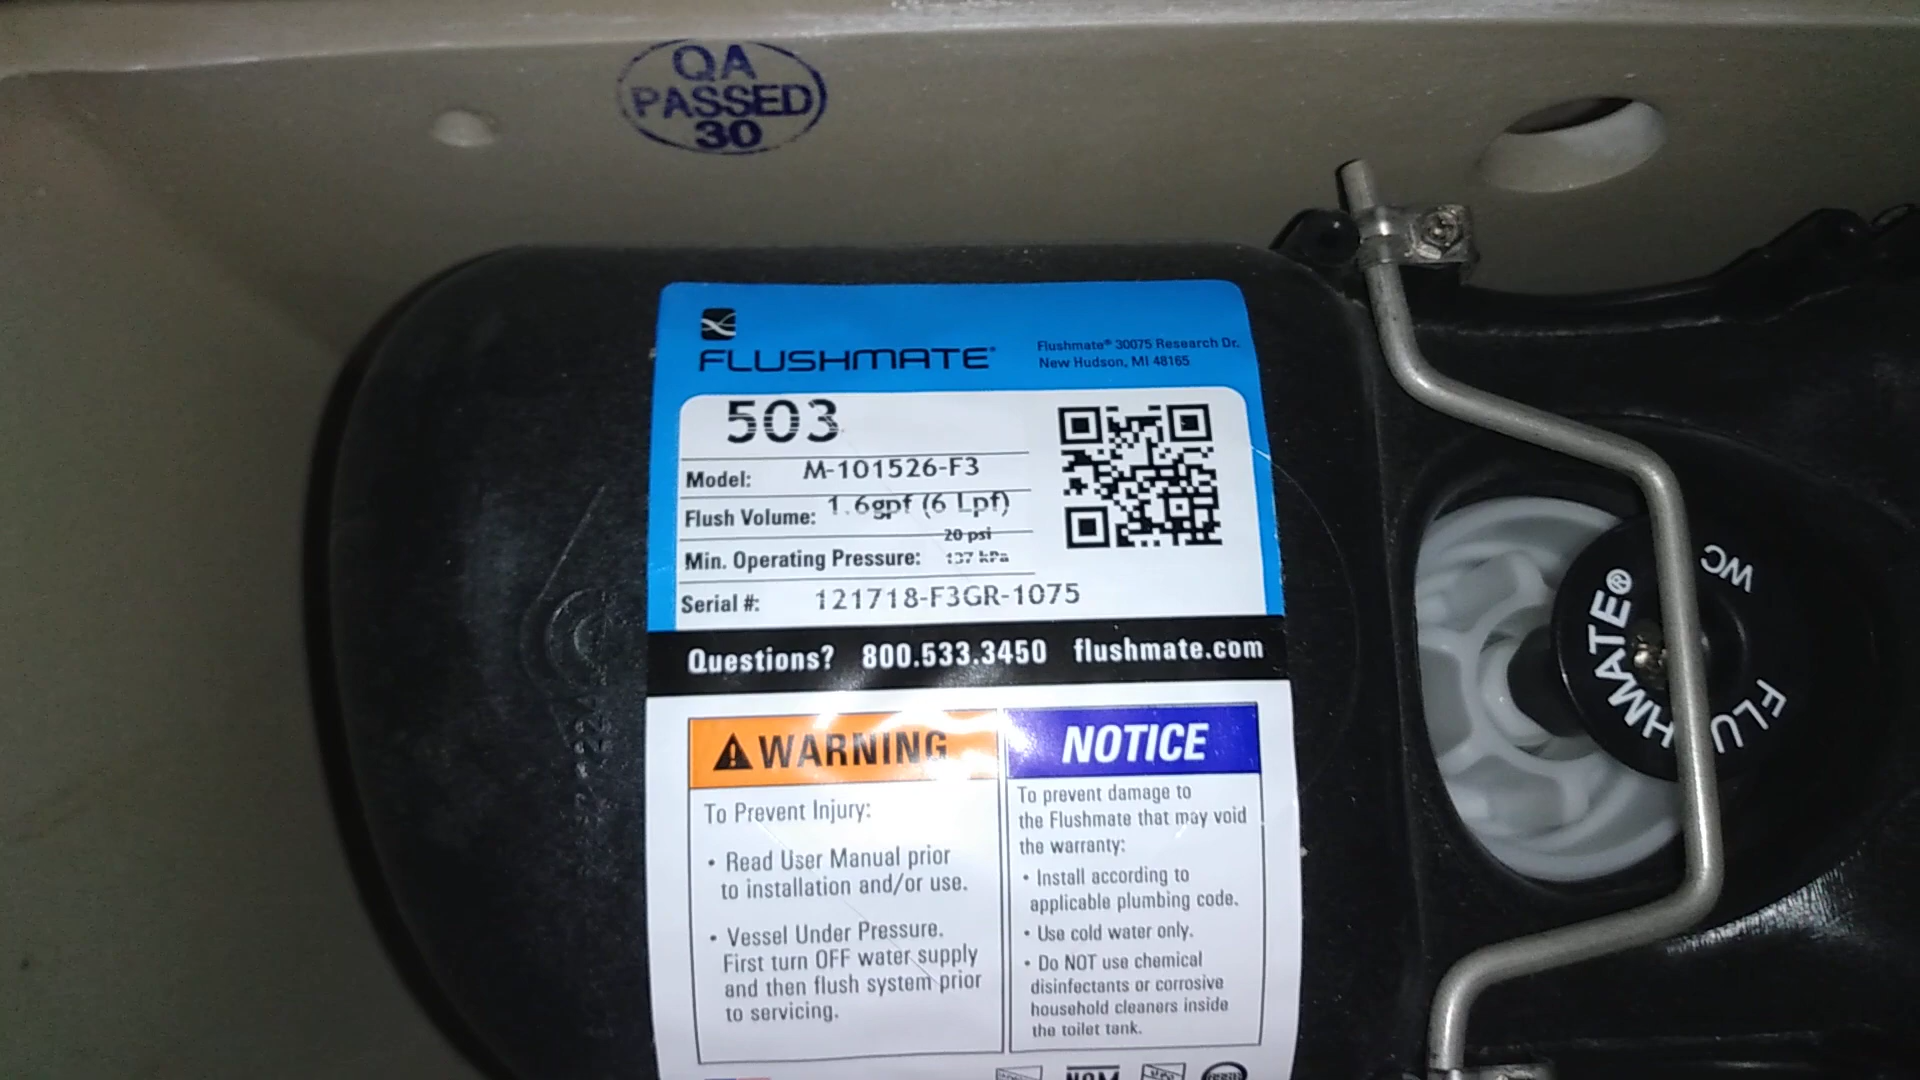 QA
PASSED
30
FLUSHMATE®
Flushmate® 30075 Research Dr.
New Hudson, MI 48165
503
Model: M-101526-F3
Flush Volume: 1.6gpf (6 Lpf)
Min. Operating Pressure: 20 psi
137 kPa
Serial #: 121718-F3GR-1075
Questions? 800.533.3450 flushmate.com
WARNING
To Prevent Injury:
• Read User Manual prior
to installation and/or use.
• Vessel Under Pressure.
First turn OFF water supply
and then flush system prior
to servicing.
NOTICE
To prevent damage to
the Flushmate that may void
the warranty:
• Install according to
applicable plumbing code.
• Use cold water only.
• Do NOT use chemical
disinfectants or corrosive
household cleaners inside
the toilet tank.
FLUSHMATE®
WC